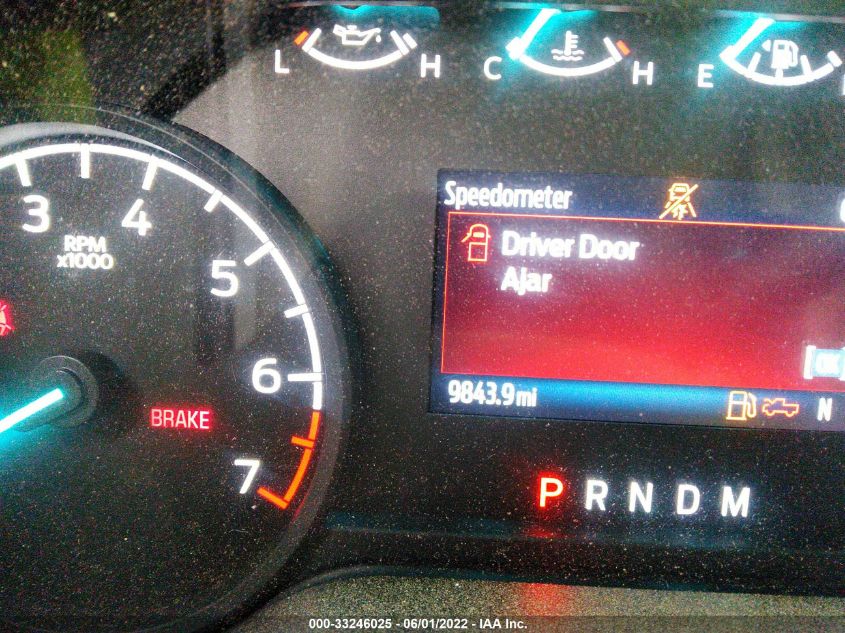 L H C H E
3 4 5 6 7
RPM
x1000
BRAKE
Speedometer
Driver Door
Ajar
OK
9843.9 mi
N
P R N D M
000-33246025 - 06/01/2022 - IAA Inc.